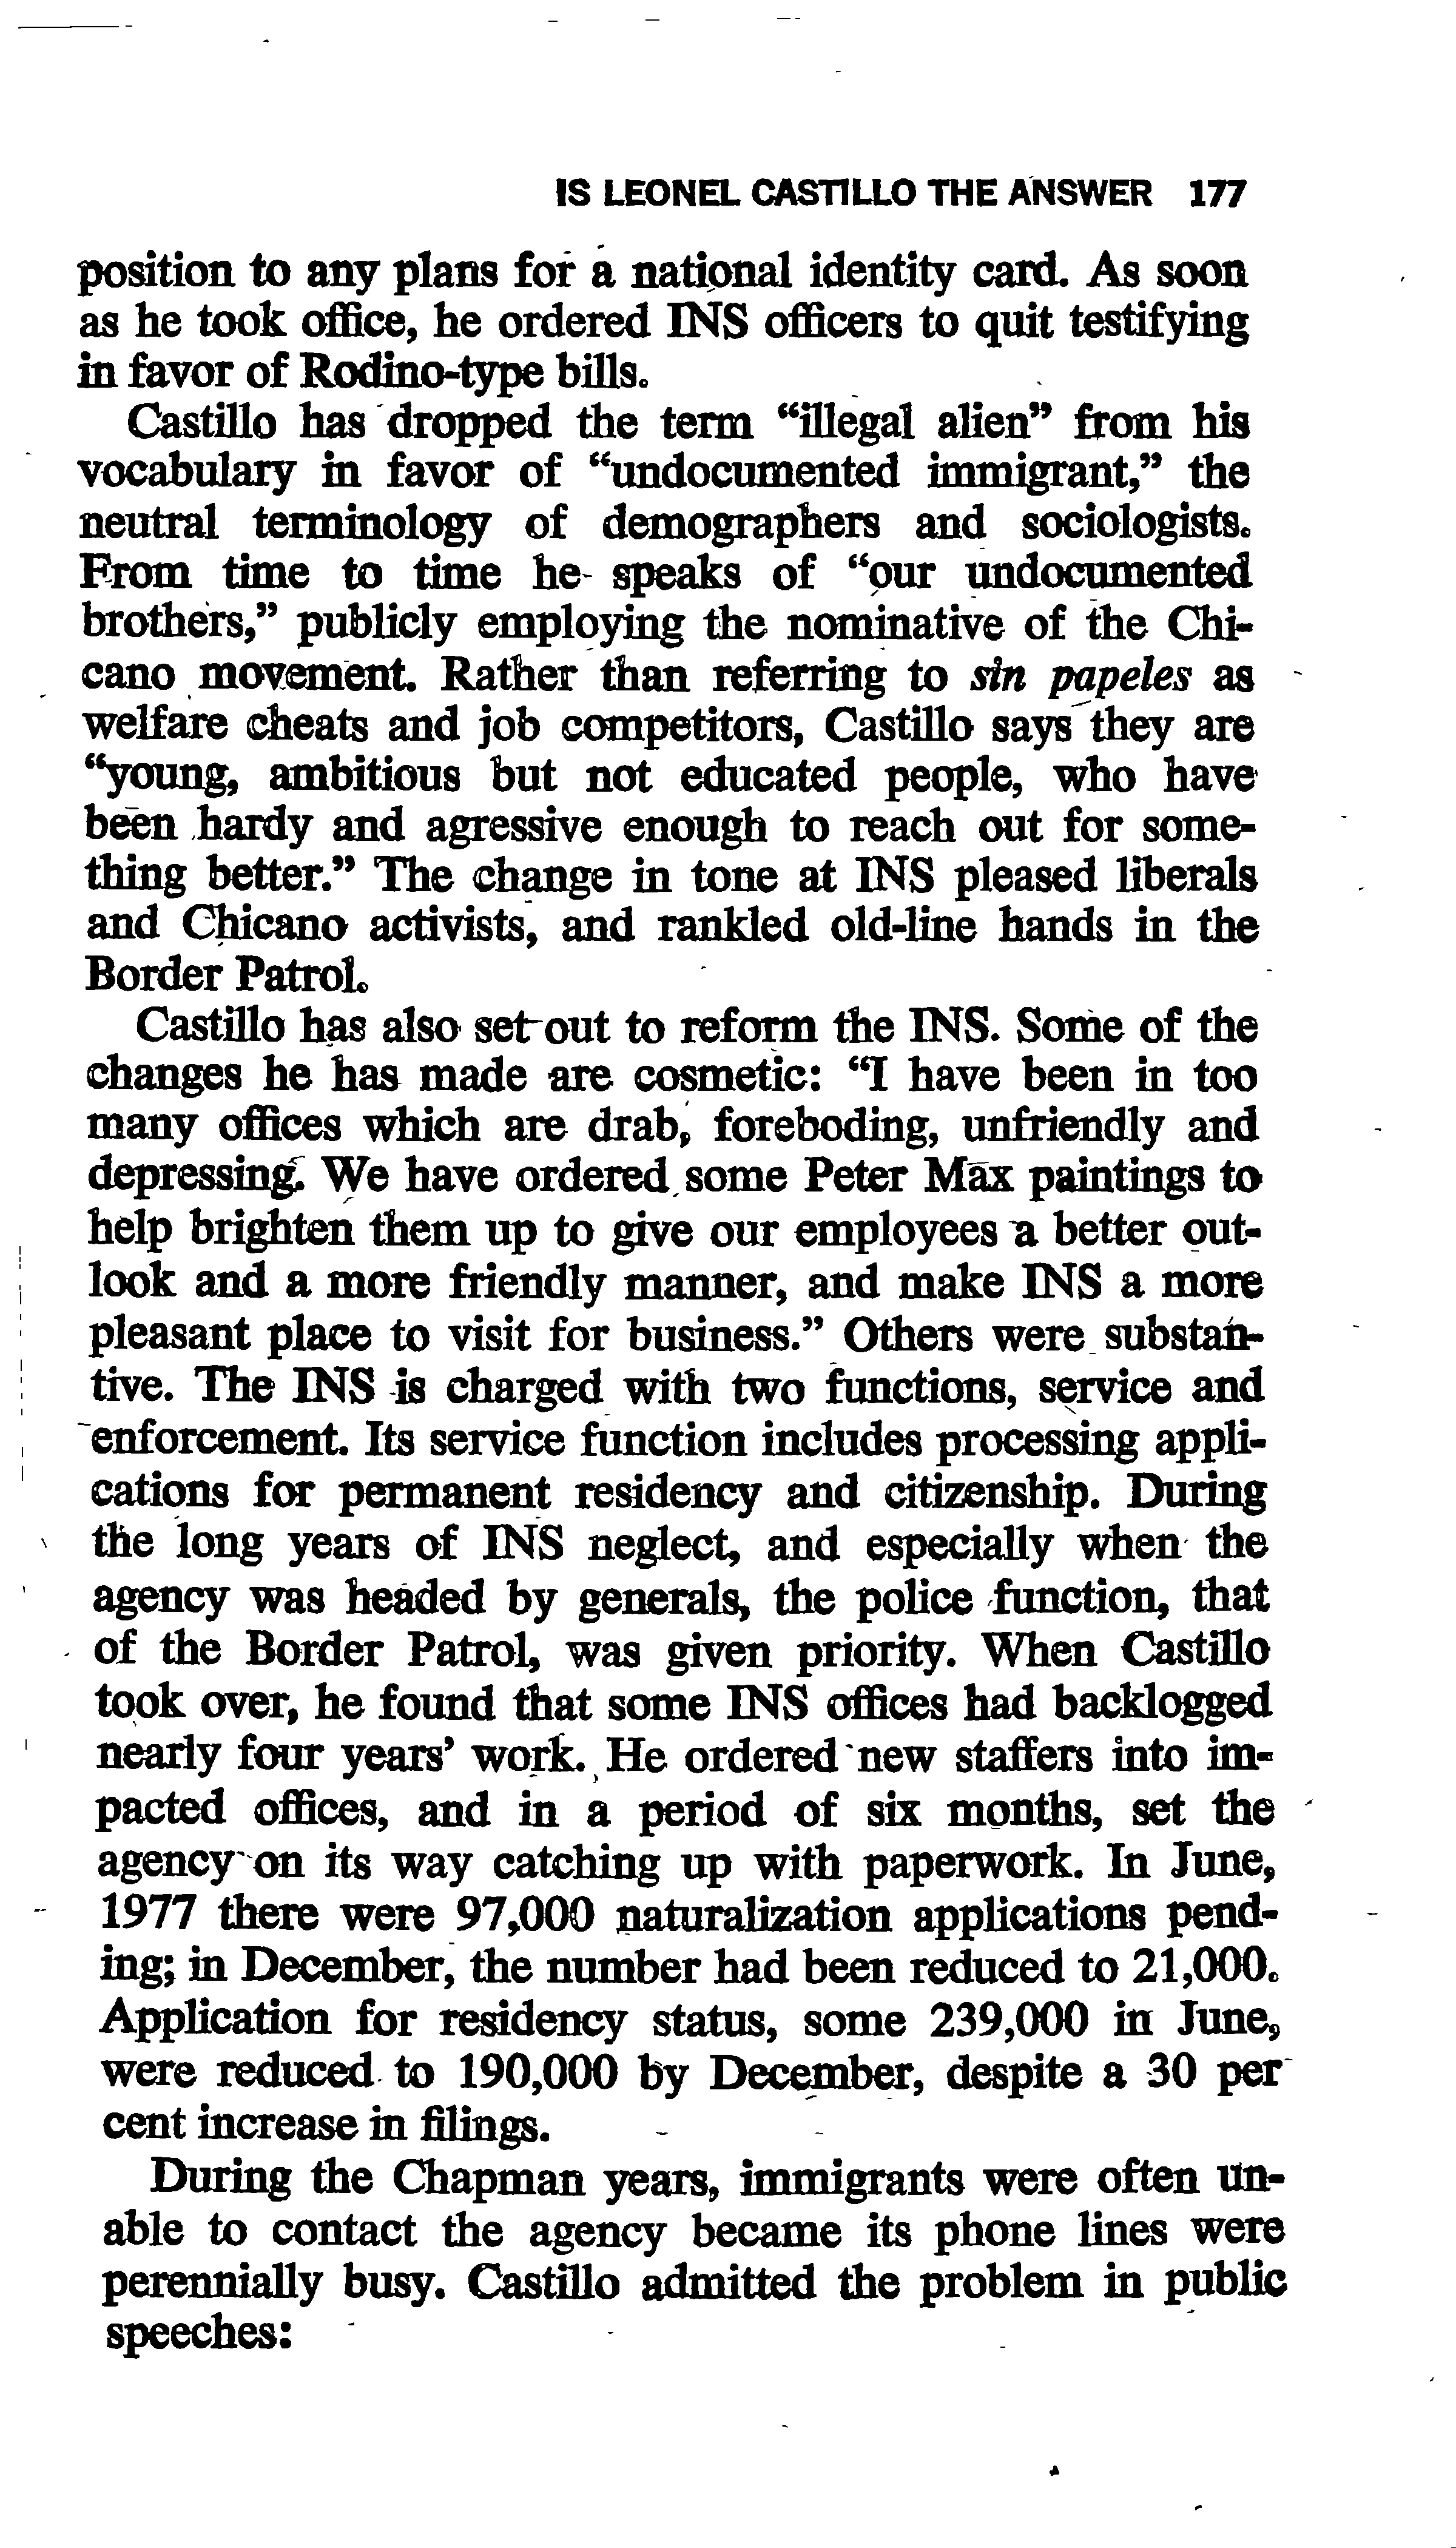 IS LEONEL CASTILLO THE ANSWER 177
position to any plans for a national identity card. As soon
as he took office, he ordered INS officers to quit testifying
in favor of Rodino-type bills.
Castillo has dropped the term “illegal alien” from his
vocabulary in favor of “undocumented immigrant,” the
neutral terminology of demographers and sociologists.
From time to time he speaks of “our undocumented
brothers,” publicly employing the nominative of the Chi-
cano movement. Rather than referring to sin papeles as
welfare cheats and job competitors, Castillo says they are
“young, ambitious but not educated people, who have
been hardy and agressive enough to reach out for some-
thing better.” The change in tone at INS pleased liberals
and Chicano activists, and rankled old-line hands in the
Border Patrol.
Castillo has also set out to reform the INS. Some of the
changes he has made are cosmetic: “I have been in too
many offices which are drab, foreboding, unfriendly and
depressing. We have ordered some Peter Max paintings to
help brighten them up to give our employees a better out-
look and a more friendly manner, and make INS a more
pleasant place to visit for business.” Others were substan-
tive. The INS is charged with two functions, service and
enforcement. Its service function includes processing appli-
cations for permanent residency and citizenship. During
the long years of INS neglect, and especially when the
agency was headed by generals, the police function, that
of the Border Patrol, was given priority. When Castillo
took over, he found that some INS offices had backlogged
nearly four years’ work. He ordered new staffers into im-
pacted offices, and in a period of six months, set the
agency on its way catching up with paperwork. In June,
1977 there were 97,000 naturalization applications pend-
ing; in December, the number had been reduced to 21,000.
Application for residency status, some 239,000 in June,
were reduced to 190,000 by December, despite a 30 per
cent increase in filings.
During the Chapman years, immigrants were often un-
able to contact the agency became its phone lines were
perennially busy. Castillo admitted the problem in public
speeches: